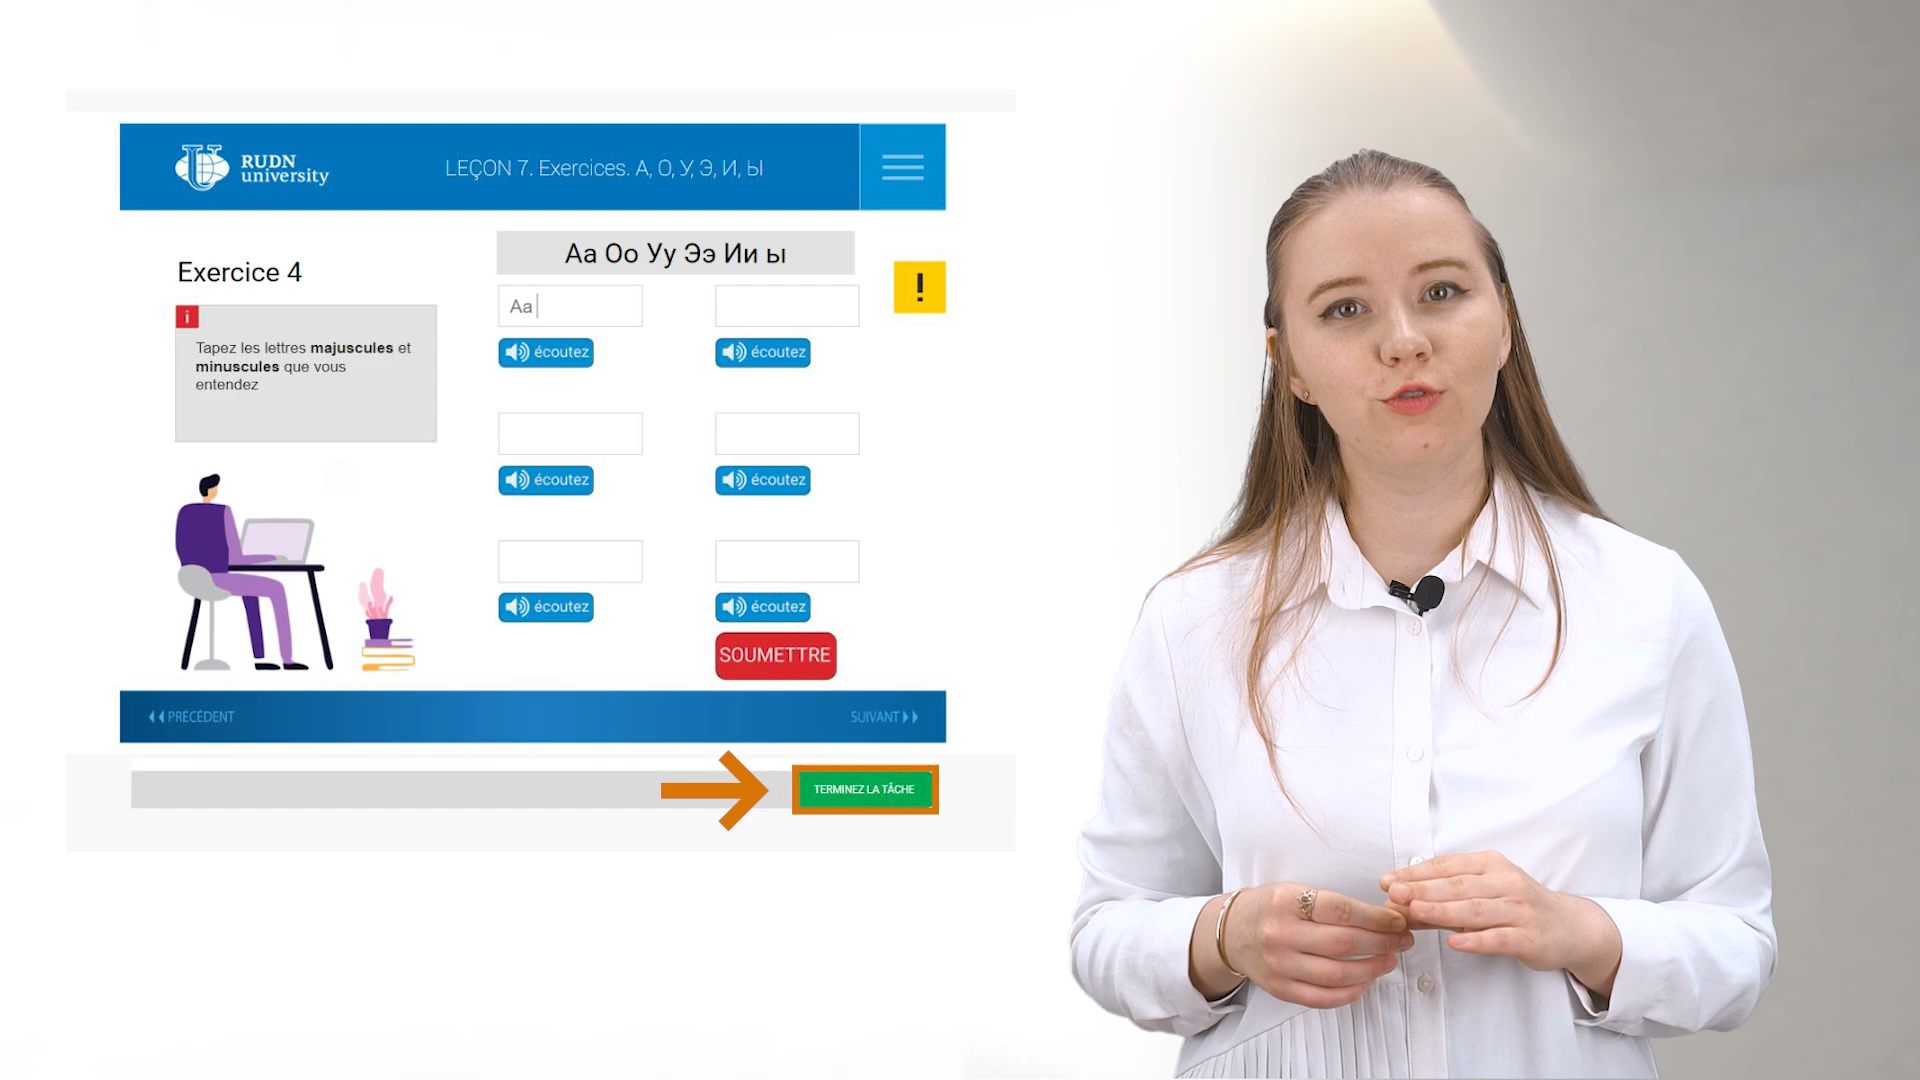 RUDN
university
LEÇON 7. Exercices. А, О, У, Э, И, Ы
Exercice 4
Аа Оо Уу Ээ Ии ы
!
i
Tapez les lettres majuscules et
minuscules que vous
entendez
Аа
écoutez
écoutez
écoutez
écoutez
écoutez
écoutez
SOUMETTRE
PRÉCÉDENT
SUIVANT
TERMINEZ LA TÂCHE